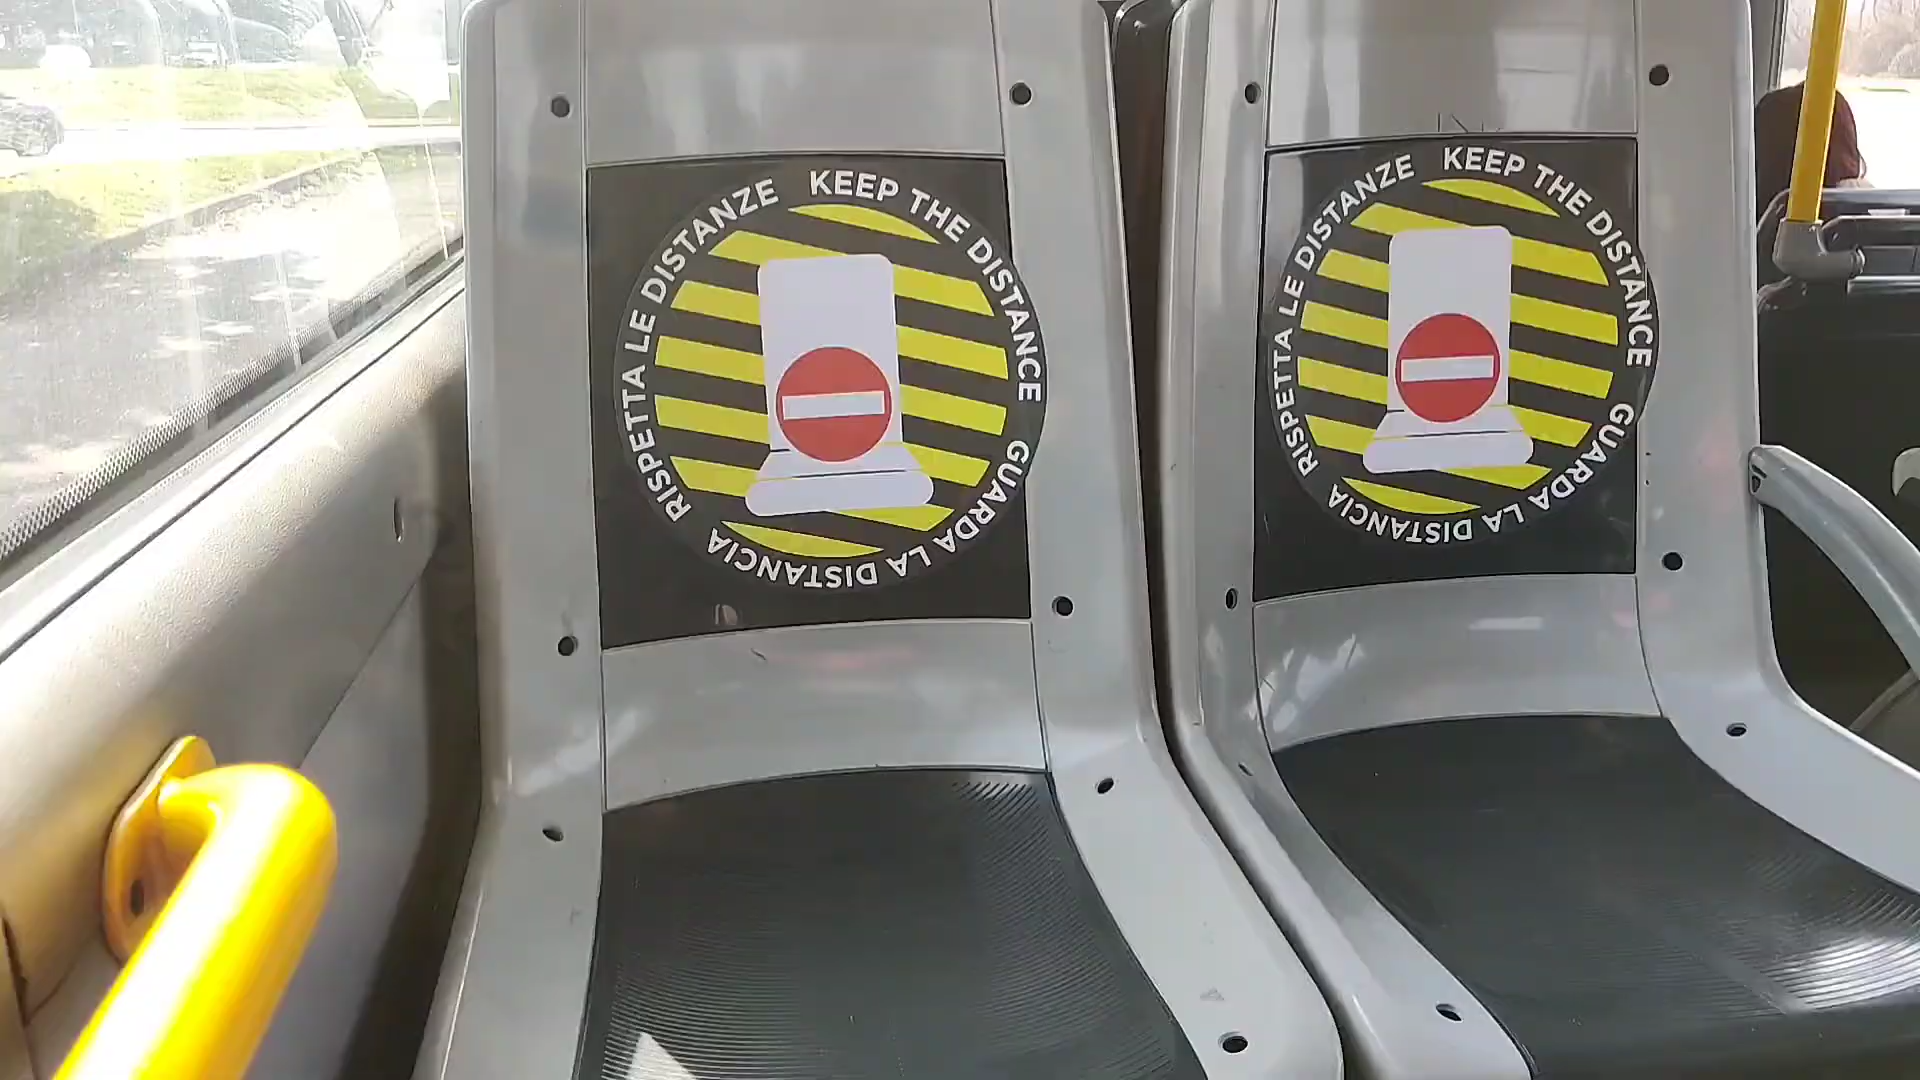 RISPETTA LE DISTANZE
KEEP THE DISTANCE
GUARDA LA DISTANCIA
RISPETTA LE DISTANZE
KEEP THE DISTANCE
GUARDA LA DISTANCIA